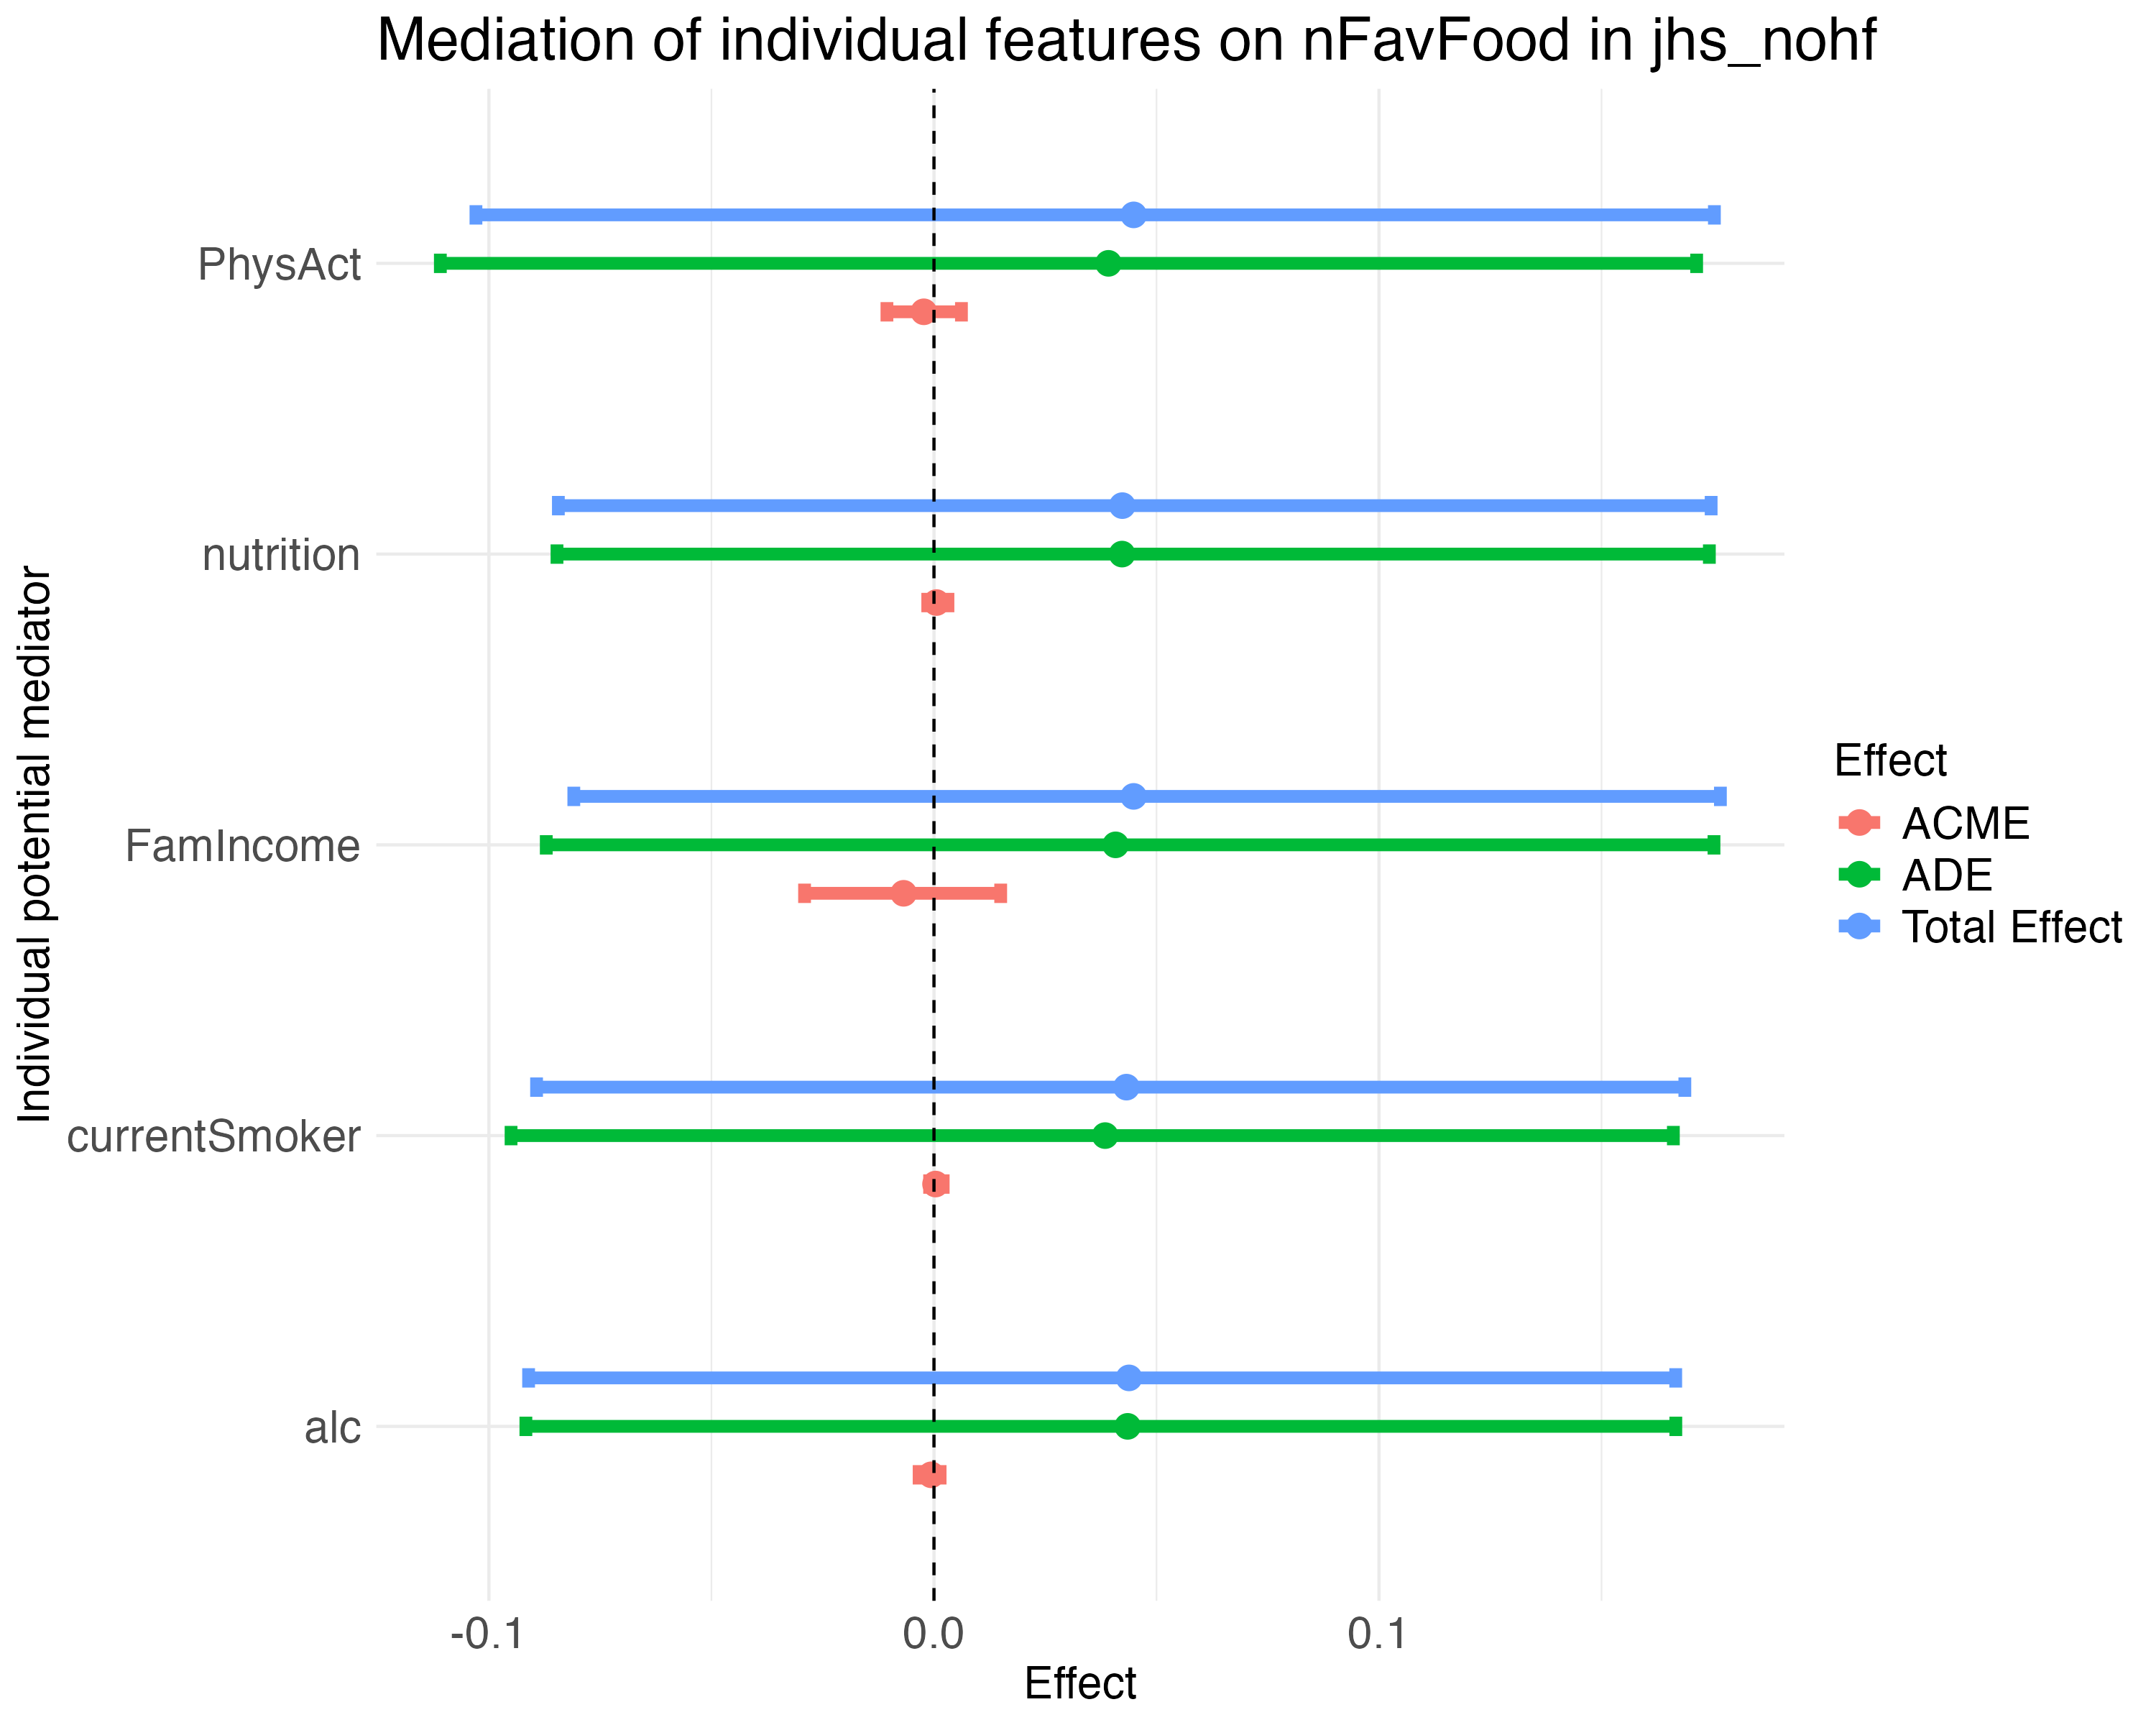 Mediation of individual features on nFavFood in jhs_nohf
Individual potential mediator
PhysAct
nutrition
FamIncome
currentSmoker
alc
-0.1
0.0
0.1
Effect
Effect
ACME
ADE
Total Effect